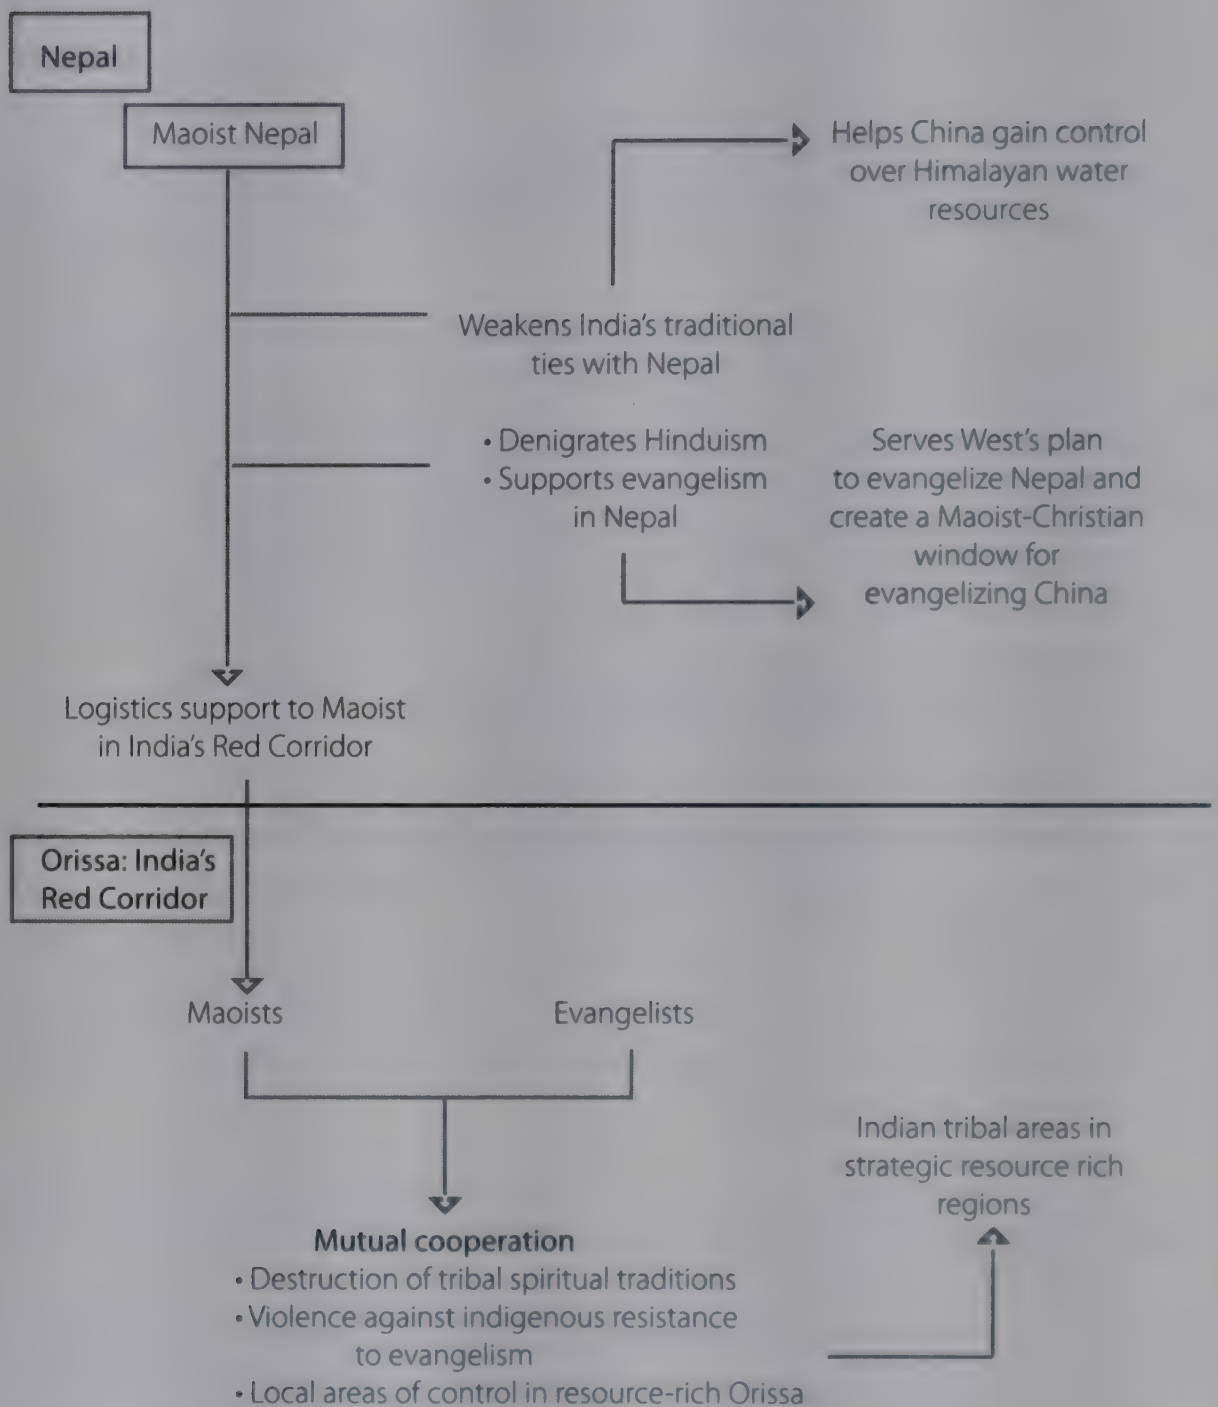 Nepal
Maoist Nepal
Helps China gain control
over Himalayan water
resources
Weakens India's traditional
ties with Nepal
• Denigrates Hinduism
• Supports evangelism
in Nepal
Serves West's plan
to evangelize Nepal and
create a Maoist-Christian
window for
evangelizing China
Logistics support to Maoist
in India's Red Corridor
Orissa: India's
Red Corridor
Maoists
Evangelists
Indian tribal areas in
strategic resource rich
regions
Mutual cooperation
• Destruction of tribal spiritual traditions
• Violence against indigenous resistance
to evangelism
• Local areas of control in resource-rich Orissa